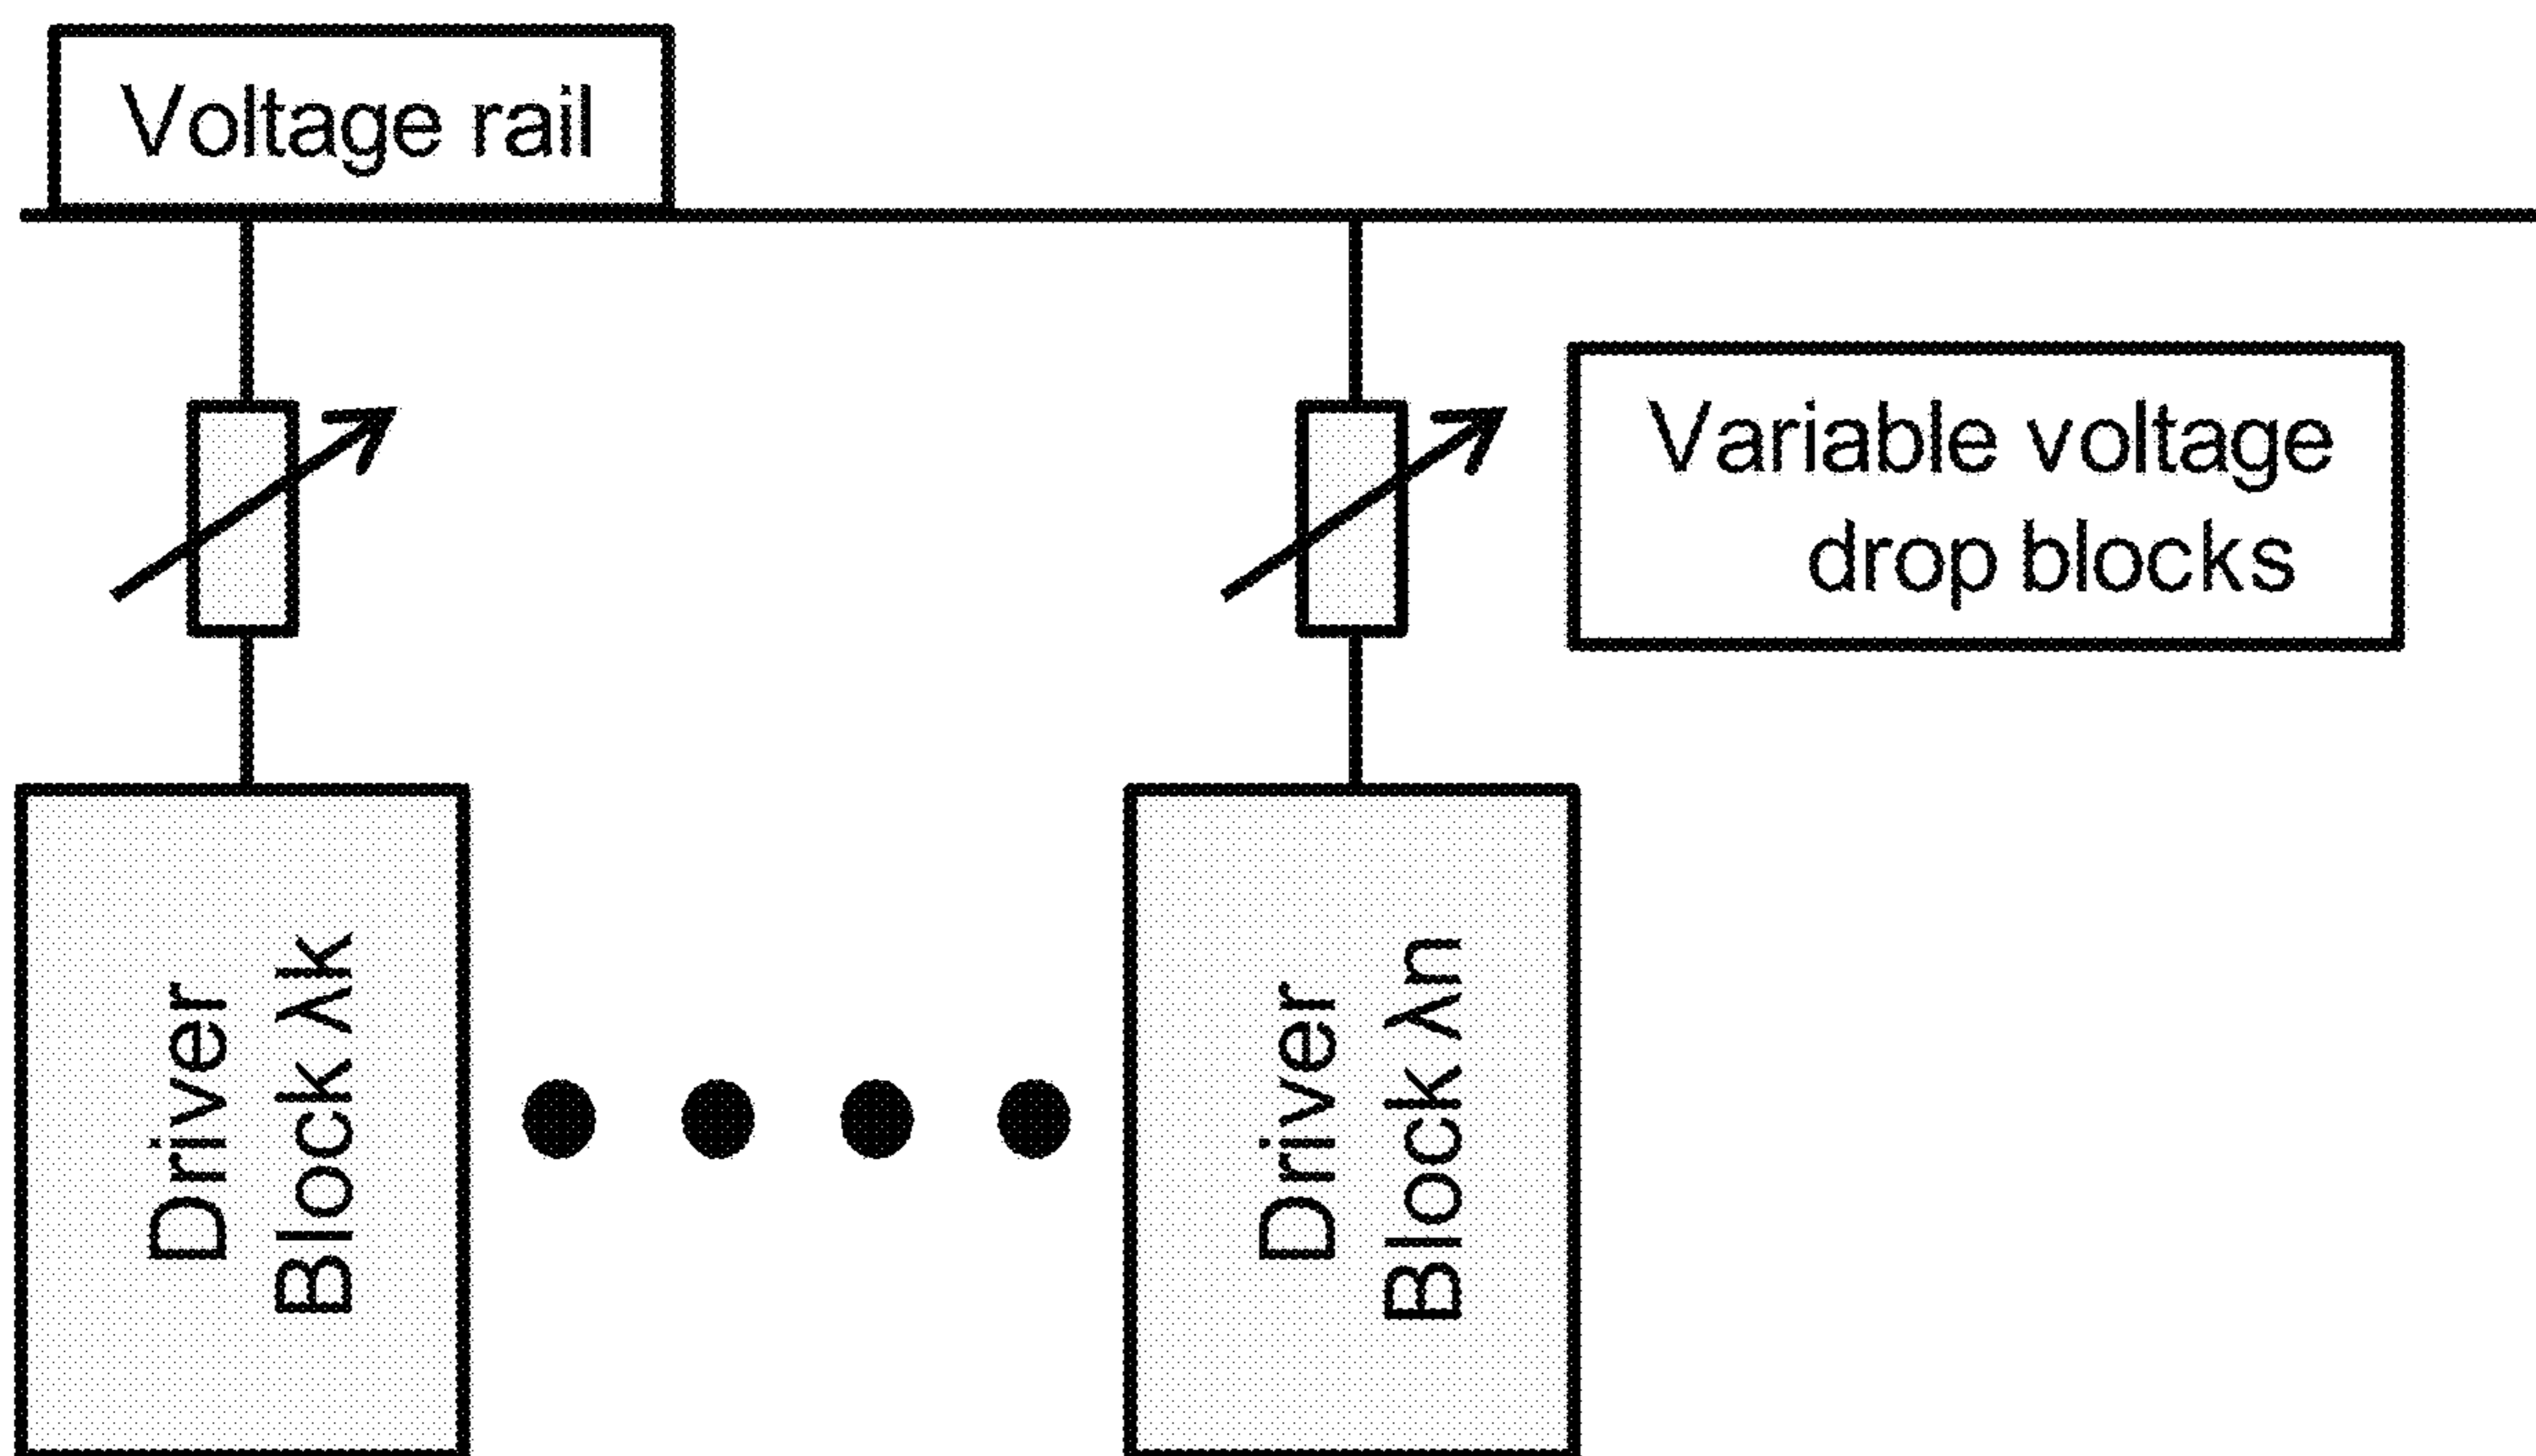 Voltage rail
Variable voltage
drop blocks
Driver
Block λk
Driver
Block λn